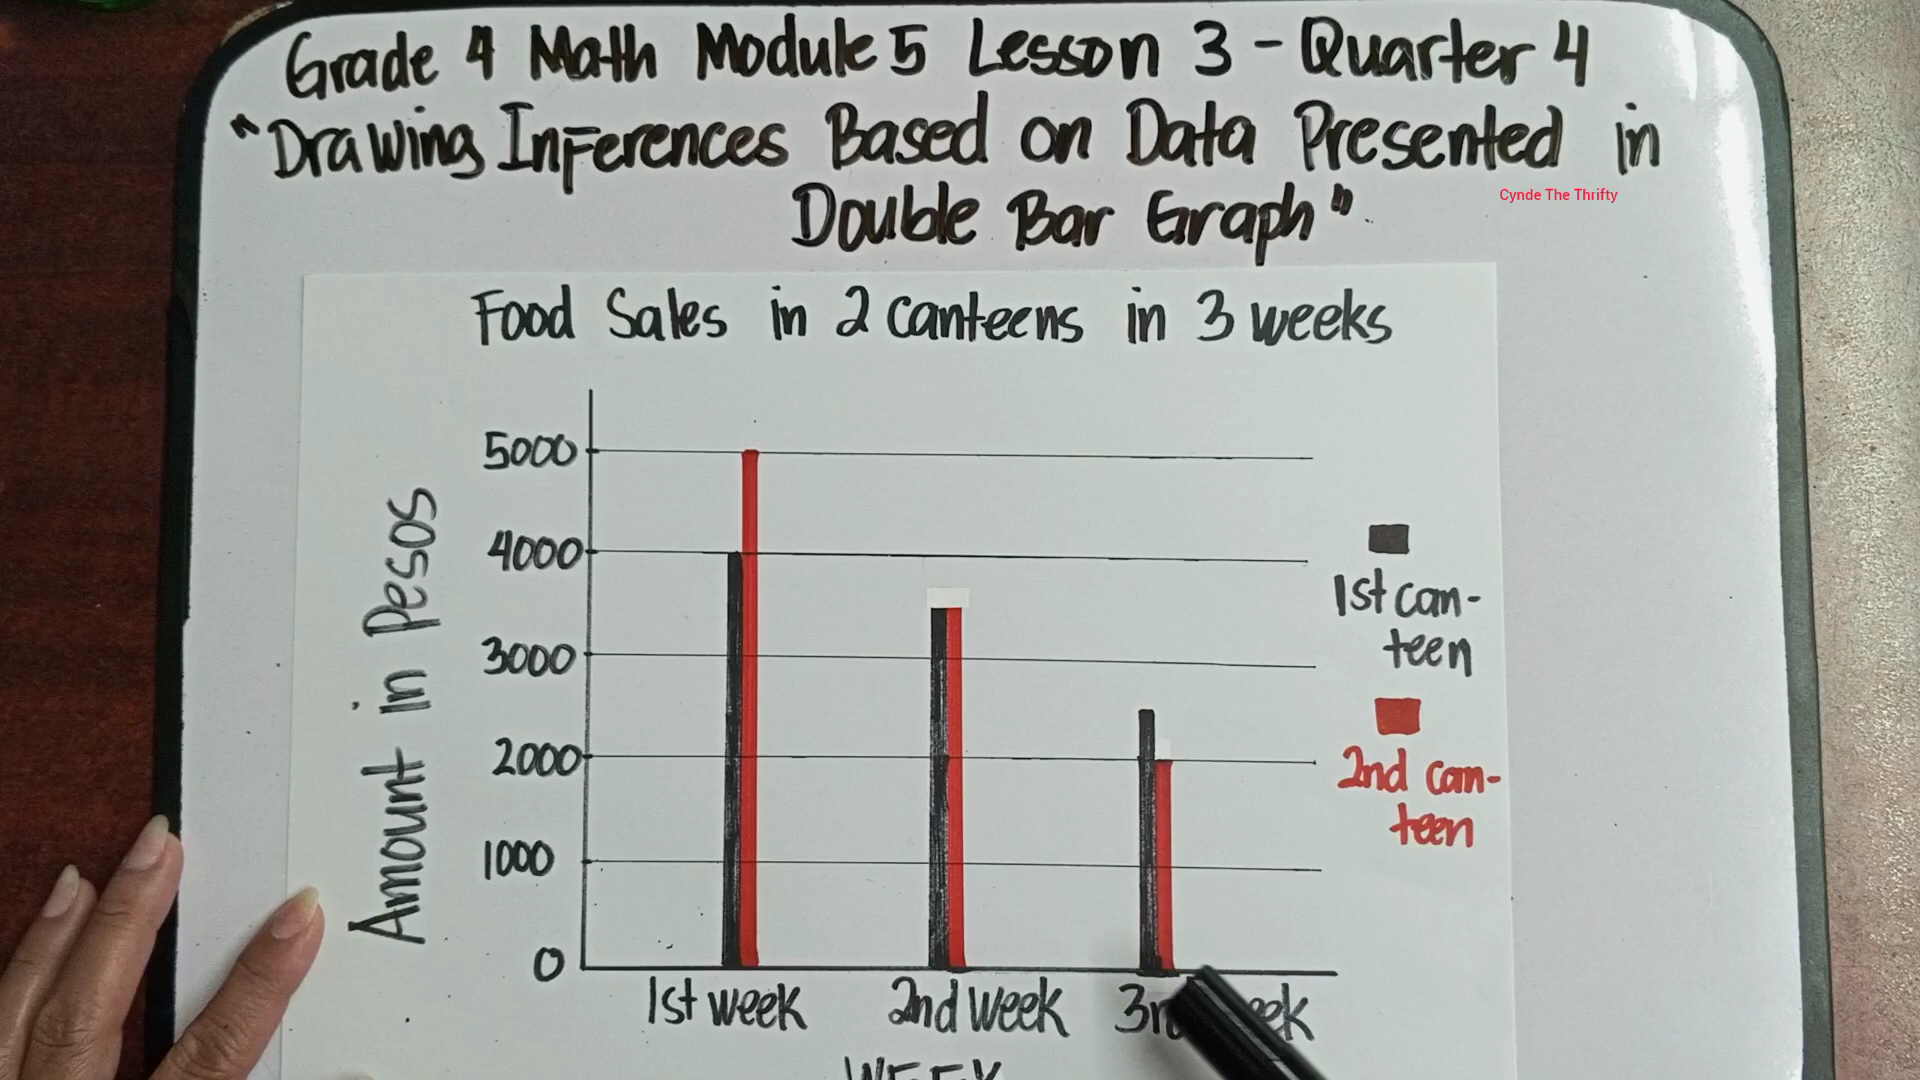 Grade 4 Math Module 5 Lesson 3 - Quarter 4
"Drawing Inferences Based on Data Presented in
Double Bar Graph"
Cynde The Thrifty
Food Sales in 2 canteens in 3 weeks
Amount in Pesos
5000
4000
3000
2000
1000
0
1st can-
teen
2nd can-
teen
1st week 2nd week
WEEK